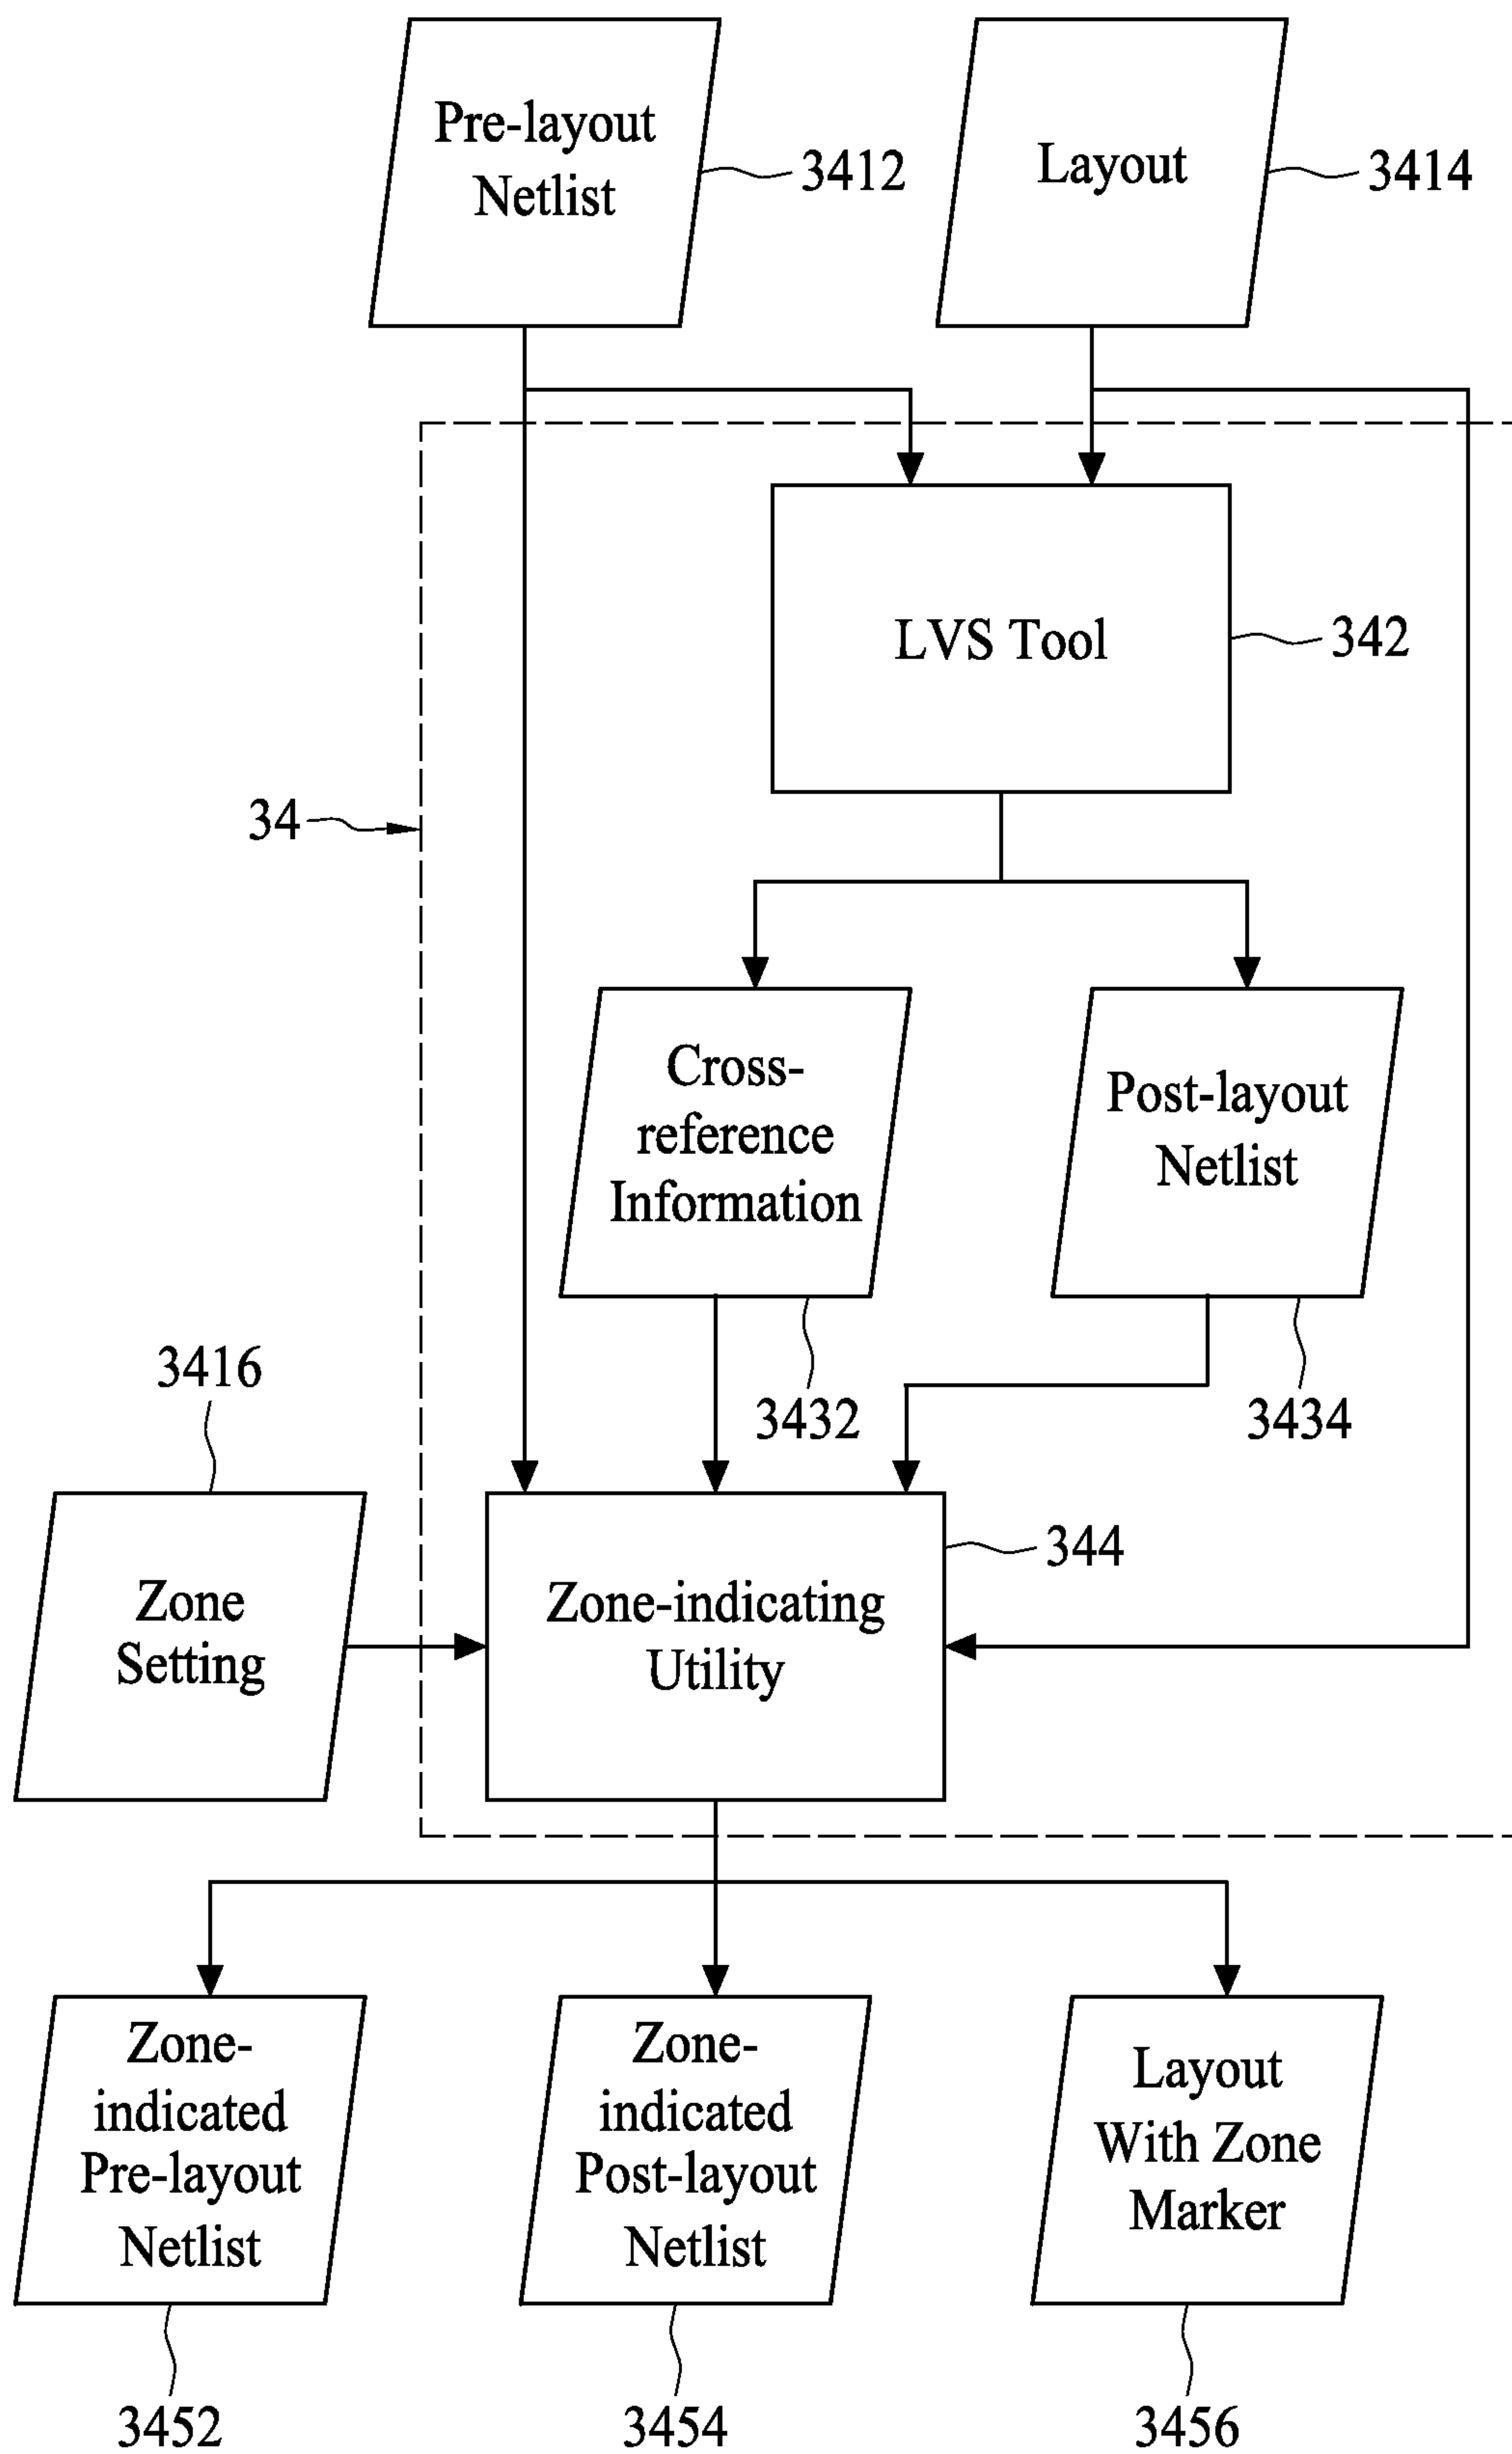 Pre-layout
Netlist
3412
Layout
3414
LVS Tool
342
34
Cross-
reference
Information
3432
Post-layout
Netlist
3434
3416
Zone
Setting
Zone-indicating
Utility
344
Zone-
indicated
Pre-layout
Netlist
3452
Zone-
indicated
Post-layout
Netlist
3454
Layout
With Zone
Marker
3456